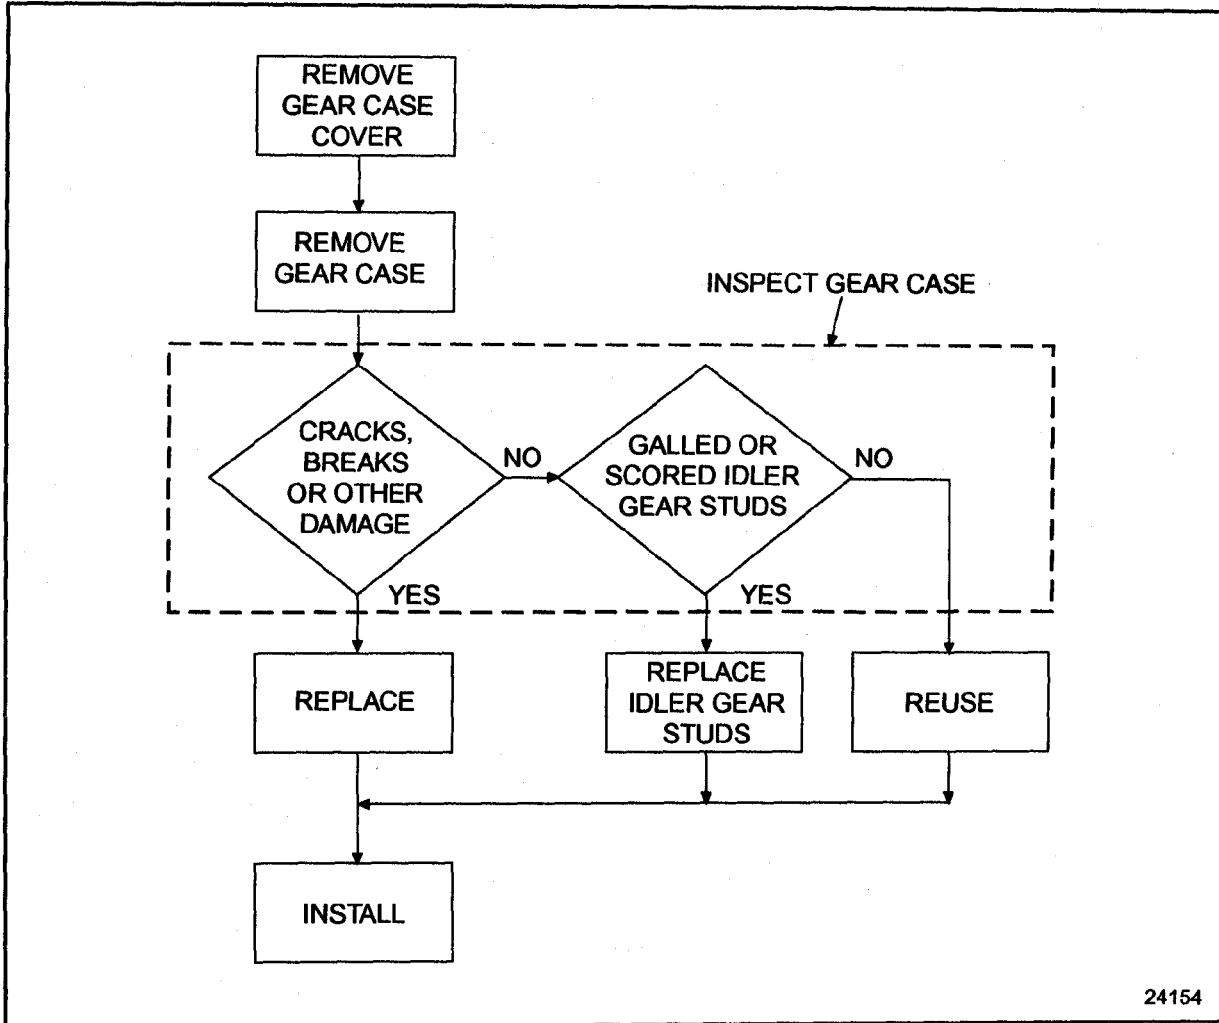 REMOVE
GEAR CASE
COVER
REMOVE
GEAR CASE
INSPECT GEAR CASE
CRACKS,
BREAKS
OR OTHER
DAMAGE
NO
GALLED OR
SCORED IDLER
GEAR STUDS
NO
YES
YES
REPLACE
REPLACE
IDLER GEAR
STUDS
REUSE
INSTALL
24154